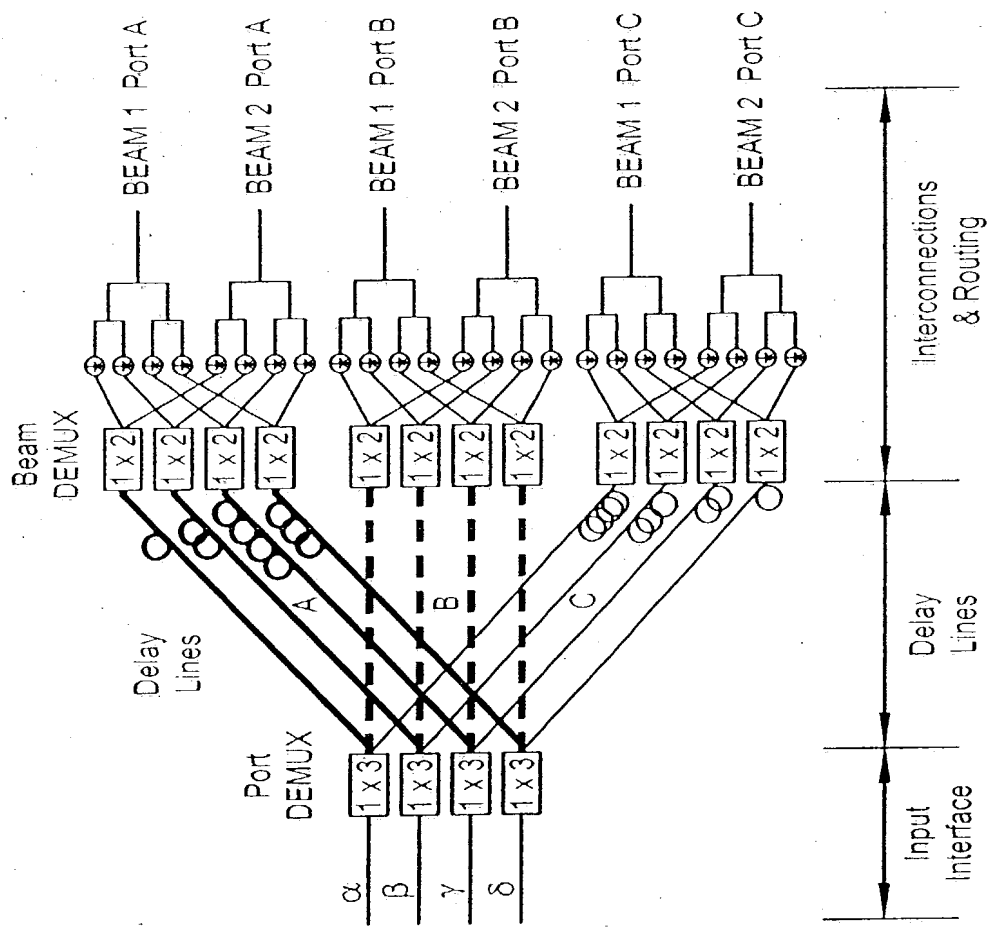 BEAM 1 Port A
BEAM 2 Port A
BEAM 1 Port B
BEAM 2 Port B
BEAM 1 Port C
BEAM 2 Port C
Beam
DEMUX
1 x 2
1 x 2
1 x 2
1 x 2
1 x 2
1 x 2
1 x 2
1 x 2
1 x 2
1 x 2
1 x 2
1 x 2
Delay
Lines
A
B
C
Port
DEMUX
1 x 3
1 x 3
1 x 3
1 x 3
α
β
γ
δ
Input
Interface
Delay
Lines
Interconnections
& Routing